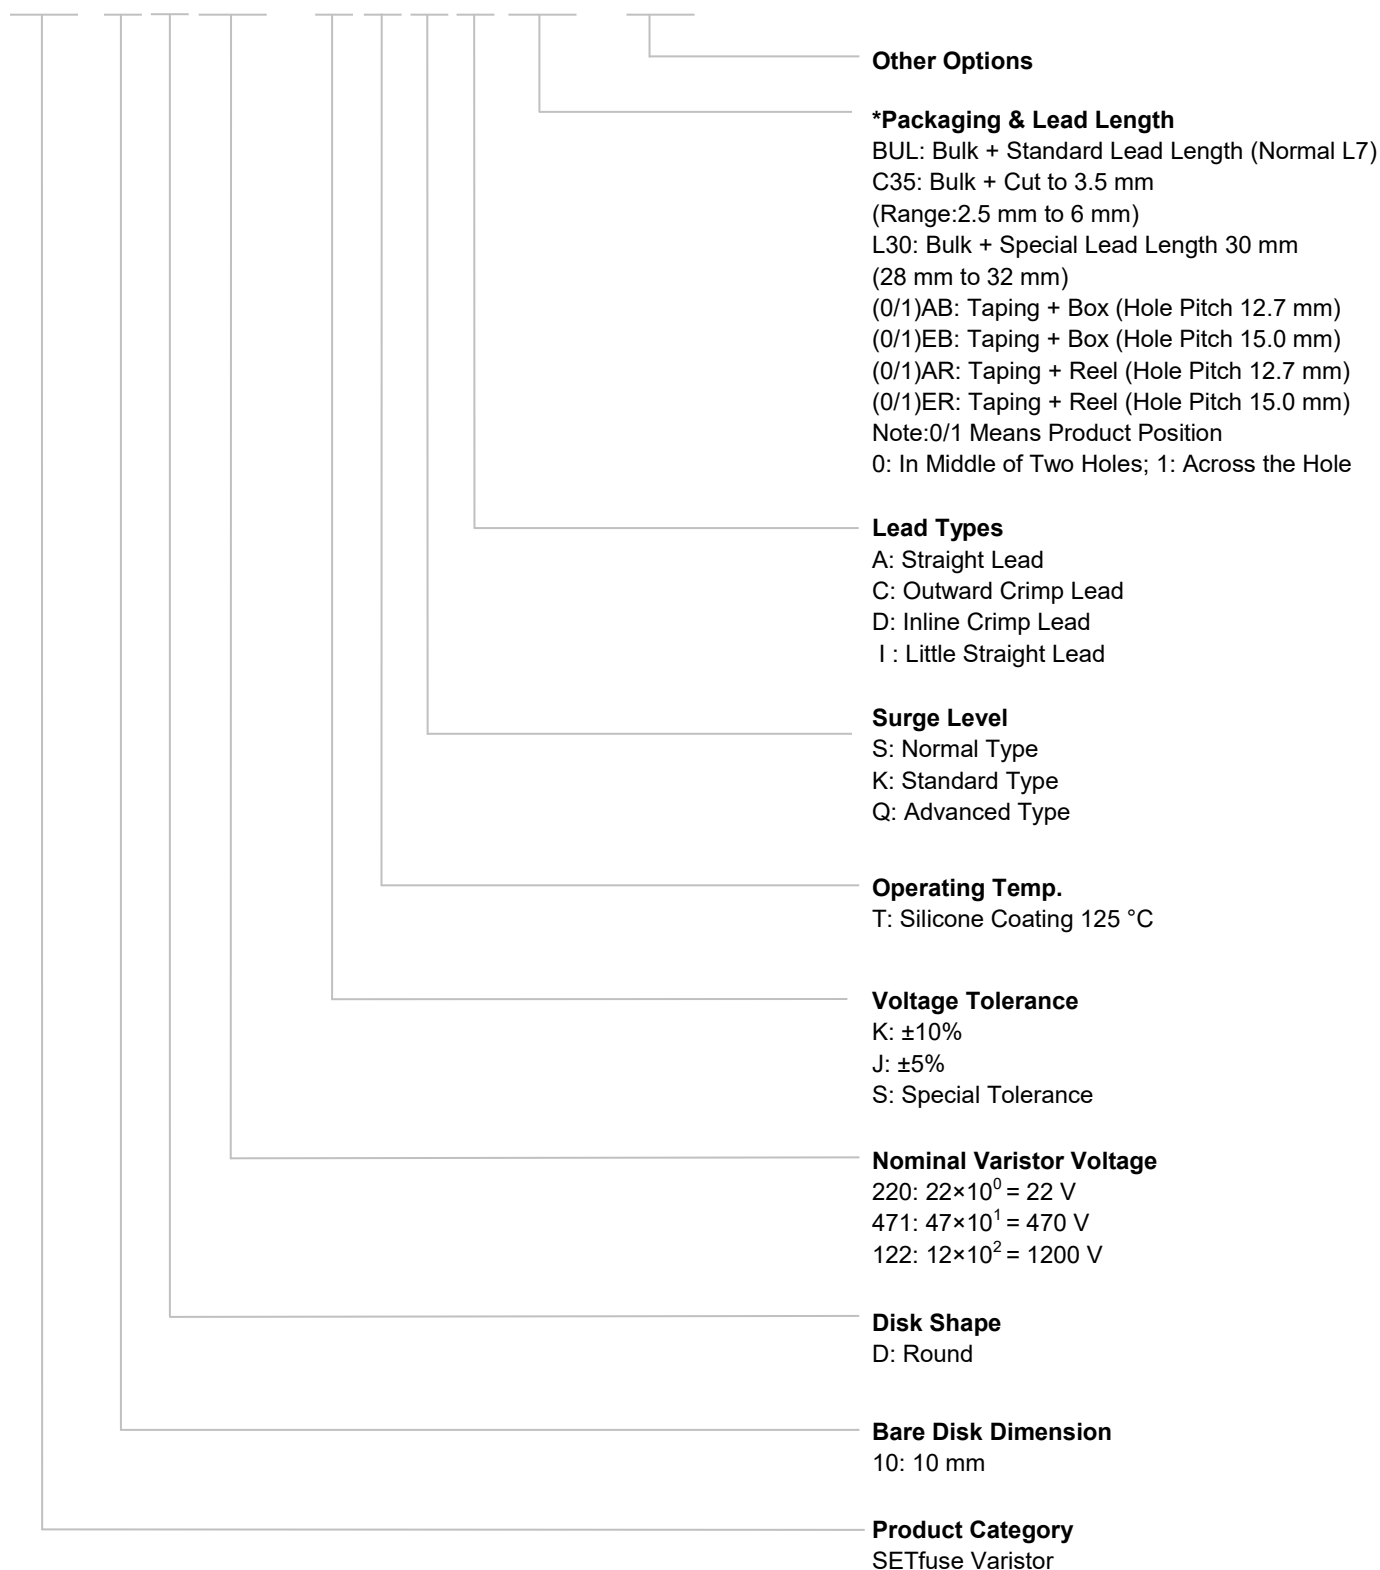 Other Options
*Packaging & Lead Length
BUL: Bulk + Standard Lead Length (Normal L7)
C35: Bulk + Cut to 3.5 mm
(Range:2.5 mm to 6 mm)
L30: Bulk + Special Lead Length 30 mm
(28 mm to 32 mm)
(0/1)AB: Taping + Box (Hole Pitch 12.7 mm)
(0/1)EB: Taping + Box (Hole Pitch 15.0 mm)
(0/1)AR: Taping + Reel (Hole Pitch 12.7 mm)
(0/1)ER: Taping + Reel (Hole Pitch 15.0 mm)
Note:0/1 Means Product Position
0: In Middle of Two Holes; 1: Across the Hole
Lead Types
A: Straight Lead
C: Outward Crimp Lead
D: Inline Crimp Lead
I : Little Straight Lead
Surge Level
S: Normal Type
K: Standard Type
Q: Advanced Type
Operating Temp.
T: Silicone Coating 125 °C
Voltage Tolerance
K: ±10%
J: ±5%
S: Special Tolerance
Nominal Varistor Voltage
220: 22×10⁰ = 22 V
471: 47×10¹ = 470 V
122: 12×10² = 1200 V
Disk Shape
D: Round
Bare Disk Dimension
10: 10 mm
Product Category
SETfuse Varistor